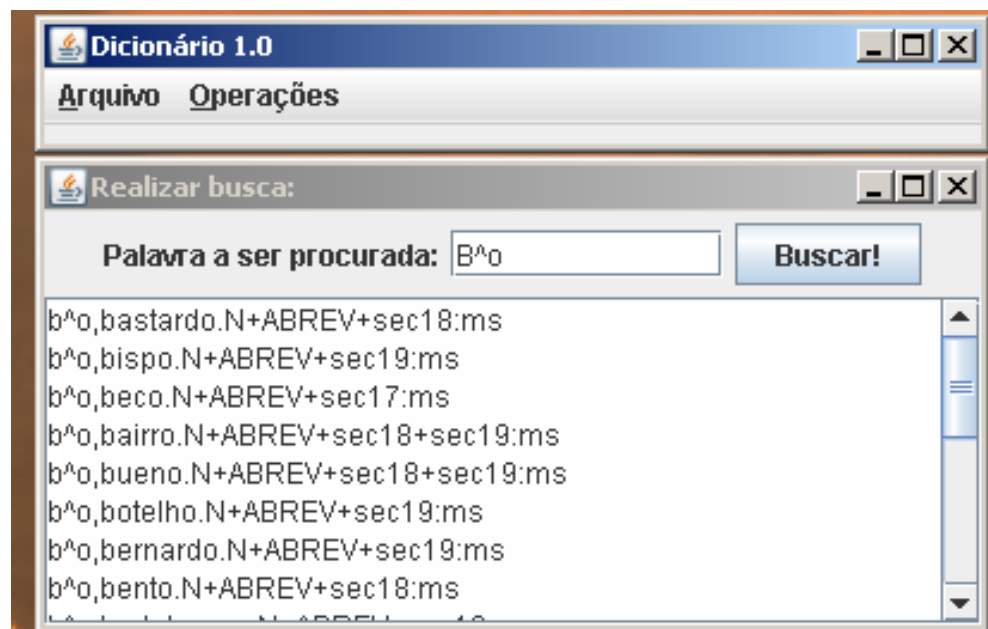 Dicionário 1.0
Arquivo Operações
Realizar busca:
Palavra a ser procurada: B^o Buscar!
b^o,bastardo.N+ABREV+sec18:ms
b^o,bispo.N+ABREV+sec19:ms
b^o,beco.N+ABREV+sec17:ms
b^o,bairro.N+ABREV+sec18+sec19:ms
b^o,bueno.N+ABREV+sec18+sec19:ms
b^o,botelho.N+ABREV+sec19:ms
b^o,bernardo.N+ABREV+sec19:ms
b^o,bento.N+ABREV+sec18:ms